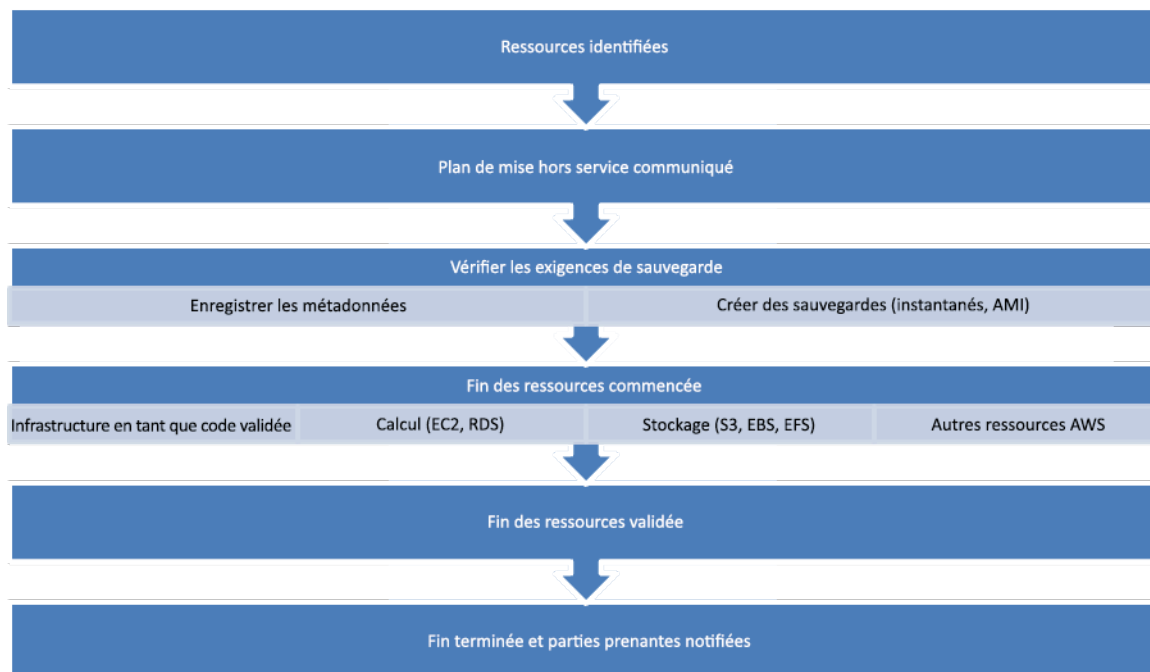 Ressources identifiées
Plan de mise hors service communiqué
Vérifier les exigences de sauvegarde
Enregistrer les métadonnées
Créer des sauvegardes (instantanés, AMI)
Fin des ressources commencée
Infrastructure en tant que code validée
Calcul (EC2, RDS)
Stockage (S3, EBS, EFS)
Autres ressources AWS
Fin des ressources validée
Fin terminée et parties prenantes notifiées